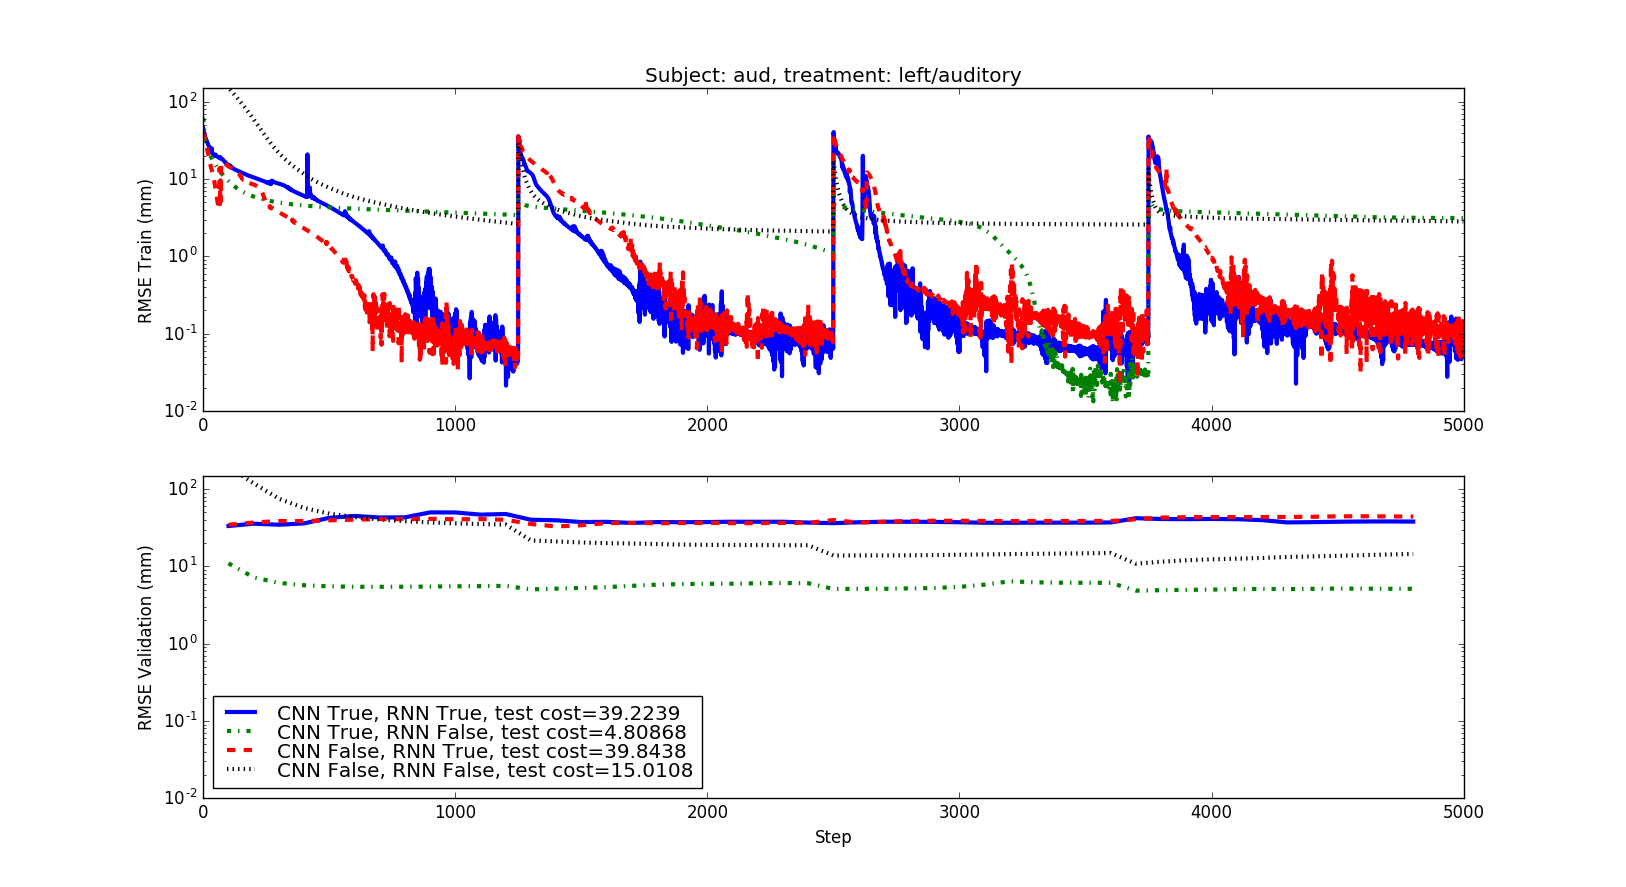 Subject: aud, treatment: left/auditory
RMSE Train (mm)
10^2
10^1
10^0
10^-1
10^-2
0 1000 2000 3000 4000 5000
RMSE Validation (mm)
10^2
10^1
10^0
10^-1
10^-2
CNN True, RNN True, test cost=39.2239
CNN True, RNN False, test cost=4.80868
CNN False, RNN True, test cost=39.8438
CNN False, RNN False, test cost=15.0108
0 1000 2000 3000 4000 5000
Step